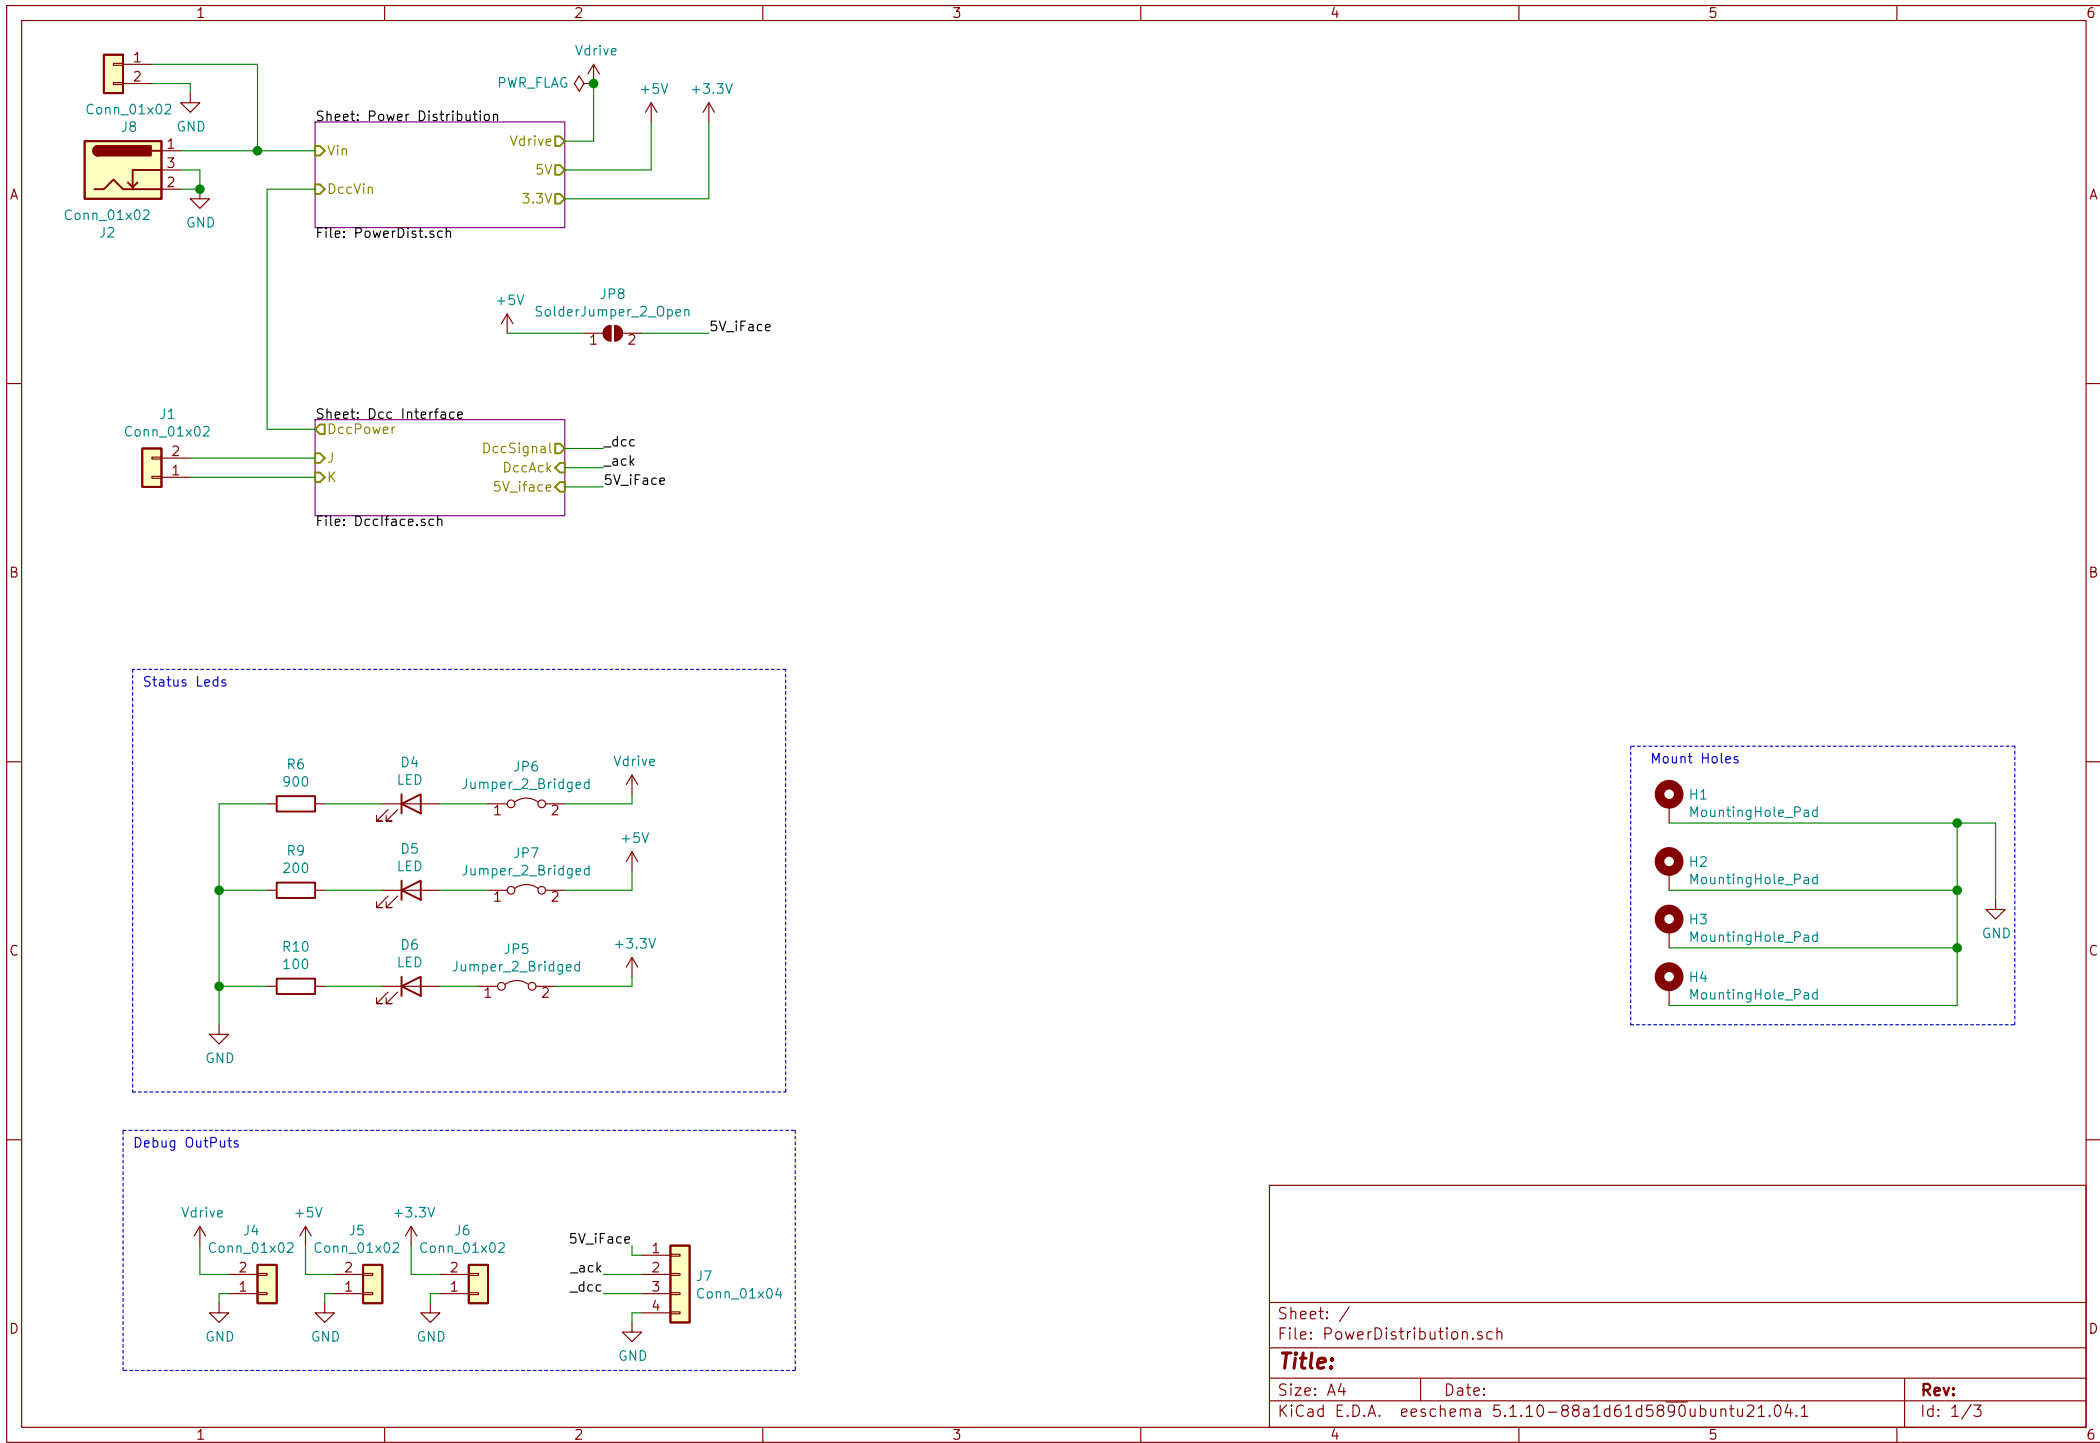 1 2 3 4 5 6
A
B
C
D
A
B
C
D
1 2 3 4 5 6
1
2
Conn_01x02
J8
GND
1
3
2
Conn_01x02
J2
GND
Sheet: Power Distribution
Vin
DccVin
Vdrive
5V
3.3V
File: PowerDist.sch
Vdrive
PWR_FLAG
+5V
+3.3V
+5V
JP8
SolderJumper_2_Open
1 2
5V_iFace
J1
Conn_01x02
2
1
Sheet: Dcc Interface
DccPower
J
K
DccSignal
DccAck
5V_iface
File: DccIface.sch
_dcc
_ack
5V_iFace
Status Leds
R6
900
D4
LED
JP6
Jumper_2_Bridged
1 2
Vdrive
R9
200
D5
LED
JP7
Jumper_2_Bridged
1 2
+5V
R10
100
D6
LED
JP5
Jumper_2_Bridged
1 2
+3.3V
GND
Mount Holes
H1
MountingHole_Pad
H2
MountingHole_Pad
H3
MountingHole_Pad
H4
MountingHole_Pad
GND
Debug OutPuts
Vdrive
J4
Conn_01x02
2
1
GND
+5V
J5
Conn_01x02
2
1
GND
+3.3V
J6
Conn_01x02
2
1
GND
5V_iFace
_ack
_dcc
1
2
3
4
J7
Conn_01x04
GND
Sheet: /
File: PowerDistribution.sch
Title:
Size: A4 Date: Rev:
KiCad E.D.A. eeschema 5.1.10-88a1d61d5890ubuntu21.04.1 Id: 1/3